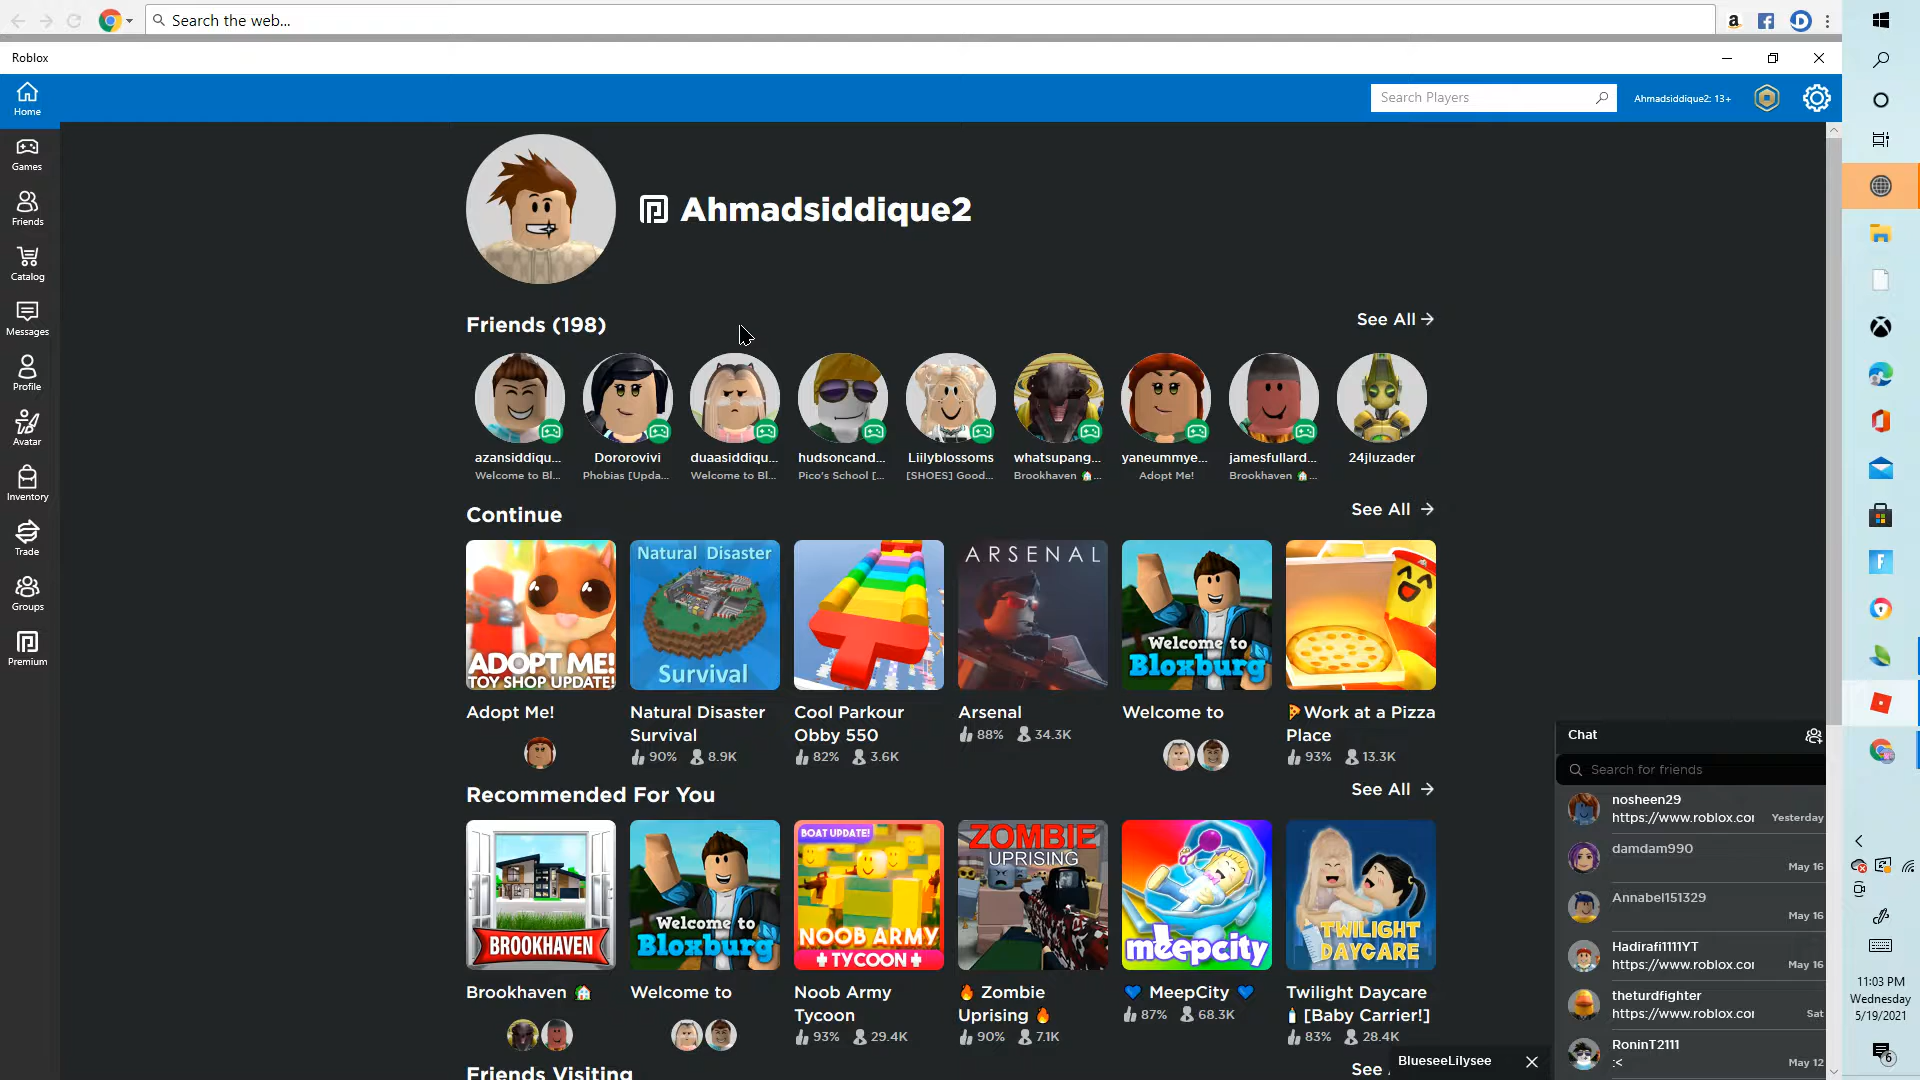 Search the web...
Roblox
Home
Search Players
Ahmadsiddique2: 13+
Games
Friends
Catalog
Messages
Profile
Avatar
Inventory
Trade
Groups
Premium
Ahmadsiddique2
Friends (198)
See All
azansiddiqu...
Dororovivi
duaasiddiqu...
hudsoncand...
Liilyblossoms
whatsupang...
yaneummye...
jamesfullard...
24jluzader
Welcome to Bl...
Phobias [Upda...
Welcome to Bl...
Pico's School [...
[SHOES] Good...
Brookhaven 🏠...
Adopt Me!
Brookhaven 🏠...
Continue
See All
ADOPT ME!
TOY SHOP UPDATE!
Natural Disaster
Survival
ARSENAL
Welcome to
Bloxburg
Adopt Me!
Natural Disaster
Survival
90% 8.9K
Cool Parkour
Obby 550
82% 3.6K
Arsenal
88% 34.3K
Welcome to
🍕Work at a Pizza
Place
93% 13.3K
Recommended For You
See All
BROOKHAVEN
Welcome to
Bloxburg
BOAT UPDATE!
NOOB ARMY
TYCOON
ZOMBIE
UPRISING
meepcity
TWILIGHT
DAYCARE
Brookhaven 🏠
Welcome to
Noob Army
Tycoon
93% 29.4K
🔥 Zombie
Uprising 🔥
90% 7.1K
💙 MeepCity 💙
87% 68.3K
Twilight Daycare
🍼 [Baby Carrier!]
83% 28.4K
Friends Visiting
See
BlueseeLilysee
Chat
Search for friends
nosheen29
https://www.roblox.co
Yesterday
damdam990
May 16
Annabel151329
May 16
Hadirafi1111YT
https://www.roblox.co
May 16
theturdfighter
https://www.roblox.co
Sat
RoninT2111
:<
May 12
11:03 PM
Wednesday
5/19/2021
6